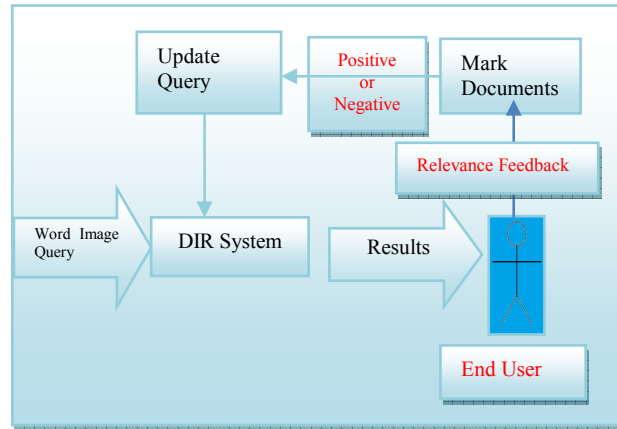 Update
Query
Positive
or
Negative
Mark
Documents
Relevance Feedback
Word Image
Query
DIR System
Results
End User